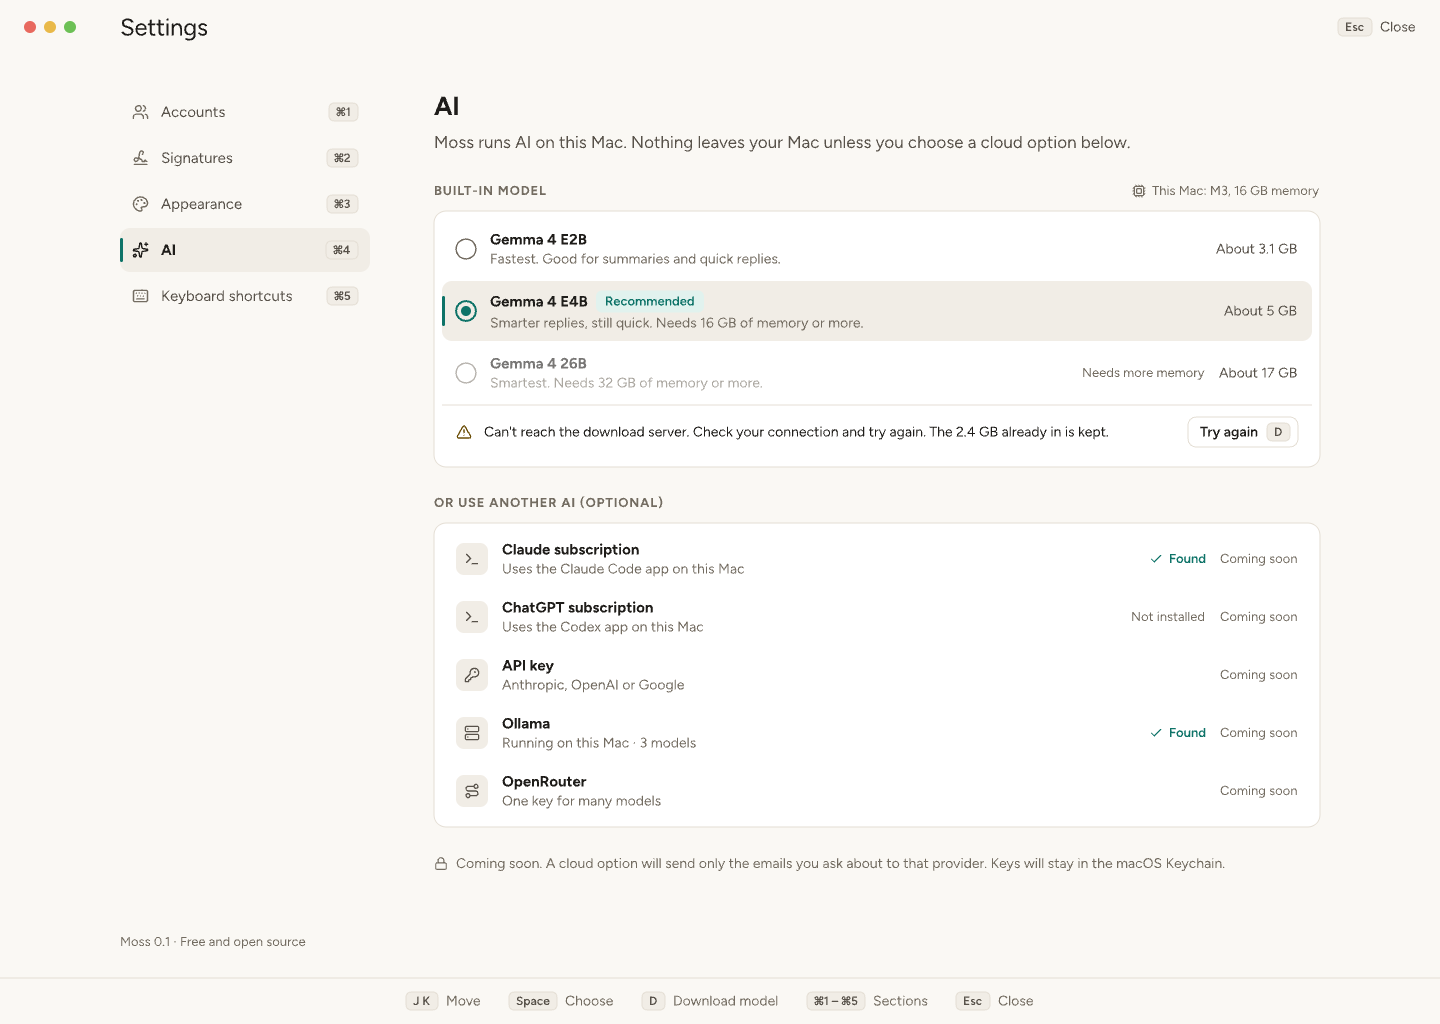 Settings
Esc Close
Accounts ⌘1
Signatures ⌘2
Appearance ⌘3
AI ⌘4
Keyboard shortcuts ⌘5
AI
Moss runs AI on this Mac. Nothing leaves your Mac unless you choose a cloud option below.
BUILT-IN MODEL
This Mac: M3, 16 GB memory
Gemma 4 E2B
Fastest. Good for summaries and quick replies.
About 3.1 GB
Gemma 4 E4B Recommended
Smarter replies, still quick. Needs 16 GB of memory or more.
About 5 GB
Gemma 4 26B
Smartest. Needs 32 GB of memory or more.
Needs more memory About 17 GB
Can't reach the download server. Check your connection and try again. The 2.4 GB already in is kept.
Try again D
OR USE ANOTHER AI (OPTIONAL)
Claude subscription
Uses the Claude Code app on this Mac
Found Coming soon
ChatGPT subscription
Uses the Codex app on this Mac
Not installed Coming soon
API key
Anthropic, OpenAI or Google
Coming soon
Ollama
Running on this Mac · 3 models
Found Coming soon
OpenRouter
One key for many models
Coming soon
Coming soon. A cloud option will send only the emails you ask about to that provider. Keys will stay in the macOS Keychain.
Moss 0.1 · Free and open source
J K Move Space Choose D Download model ⌘1 – ⌘5 Sections Esc Close